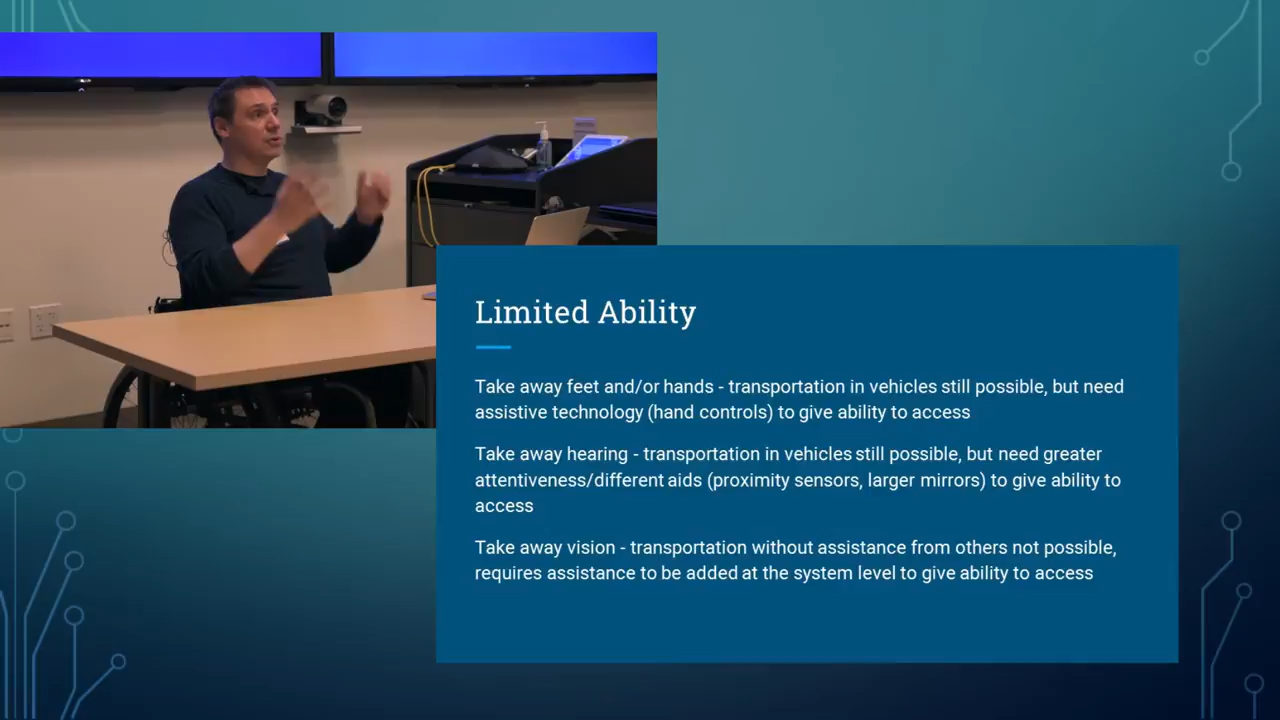 Limited Ability
Take away feet and/or hands - transportation in vehicles still possible, but need
assistive technology (hand controls) to give ability to access
Take away hearing - transportation in vehicles still possible, but need greater
attentiveness/different aids (proximity sensors, larger mirrors) to give ability to
access
Take away vision - transportation without assistance from others not possible,
requires assistance to be added at the system level to give ability to access